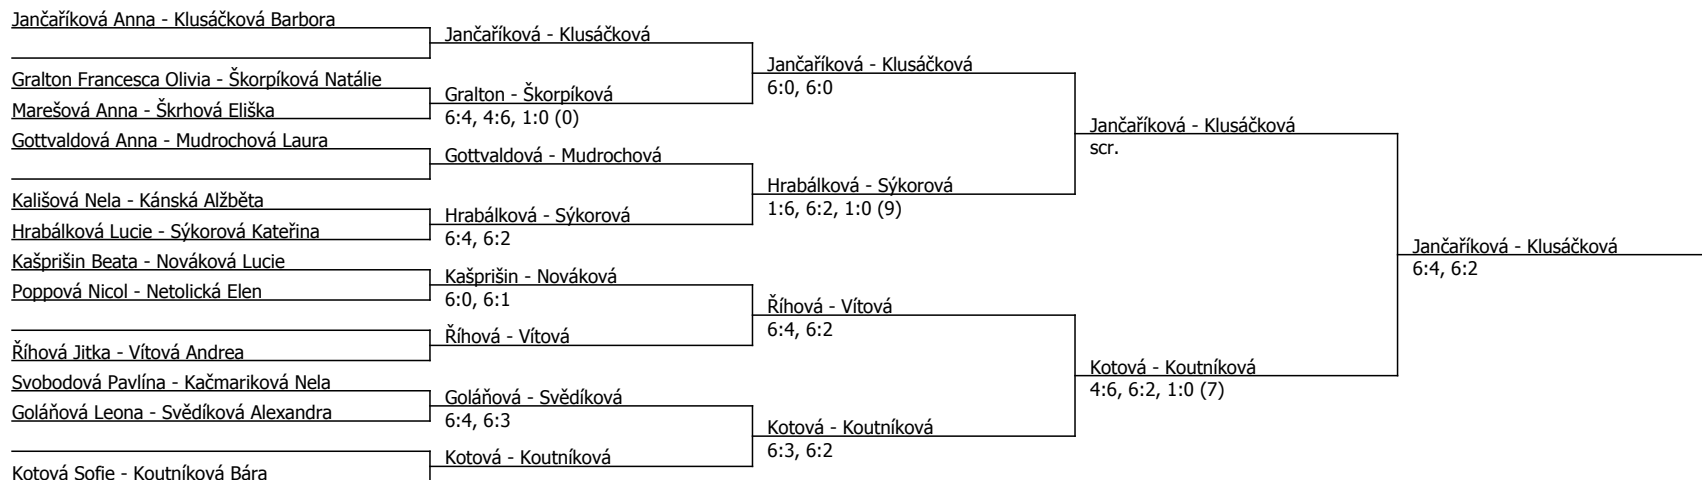 Jančaříková Anna - Klusáčková Barbora
Gralton Francesca Olivia - Škorpíková Natálie
Marešová Anna - Škrhová Eliška
Gottvaldová Anna - Mudrochová Laura
Kališová Nela - Kánská Alžběta
Hrabálková Lucie - Sýkorová Kateřina
Kašprišin Beata - Nováková Lucie
Poppová Nicol - Netolická Elen
Říhová Jitka - Vítová Andrea
Svobodová Pavlína - Kačmariková Nela
Goláňová Leona - Svědíková Alexandra
Kotová Sofie - Koutníková Bára
Jančaříková - Klusáčková
Gralton - Škorpíková
6:4, 4:6, 1:0 (0)
Gottvaldová - Mudrochová
Hrabálková - Sýkorová
6:4, 6:2
Kašprišin - Nováková
6:0, 6:1
Říhová - Vítová
Goláňová - Svědíková
6:4, 6:3
Kotová - Koutníková
Jančaříková - Klusáčková
6:0, 6:0
Hrabálková - Sýkorová
1:6, 6:2, 1:0 (9)
Říhová - Vítová
6:4, 6:2
Kotová - Koutníková
6:3, 6:2
Jančaříková - Klusáčková
scr.
Kotová - Koutníková
4:6, 6:2, 1:0 (7)
Jančaříková - Klusáčková
6:4, 6:2